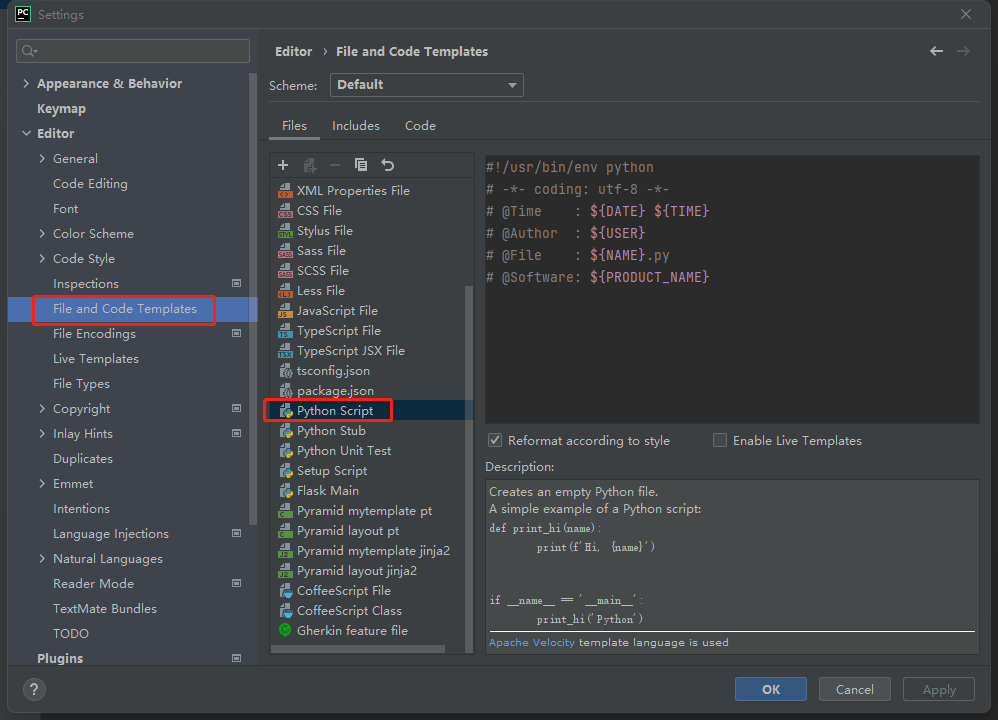 PC
Settings
Appearance & Behavior
Keymap
Editor
General
Code Editing
Font
Color Scheme
Code Style
Inspections
File and Code Templates
File Encodings
Live Templates
File Types
Copyright
Inlay Hints
Duplicates
Emmet
Intentions
Language Injections
Natural Languages
Reader Mode
TextMate Bundles
TODO
Plugins
Editor › File and Code Templates
Scheme: Default
Files Includes Code
XML Properties File
CSS File
Stylus File
Sass File
SCSS File
Less File
JavaScript File
TypeScript File
TypeScript JSX File
tsconfig.json
package.json
Python Script
Python Stub
Python Unit Test
Setup Script
Flask Main
Pyramid mytemplate pt
Pyramid layout pt
Pyramid mytemplate jinja2
Pyramid layout jinja2
CoffeeScript File
CoffeeScript Class
Gherkin feature file
#!/usr/bin/env python
# -*- coding: utf-8 -*-
# @Time    : ${DATE} ${TIME}
# @Author  : ${USER}
# @File    : ${NAME}.py
# @Software: ${PRODUCT_NAME}
Reformat according to style Enable Live Templates
Description:
Creates an empty Python file.
A simple example of a Python script:
def print_hi(name):
print(f'Hi, {name}')
if __name__ == '__main__':
print_hi('Python')
Apache Velocity template language is used
?
OK Cancel Apply